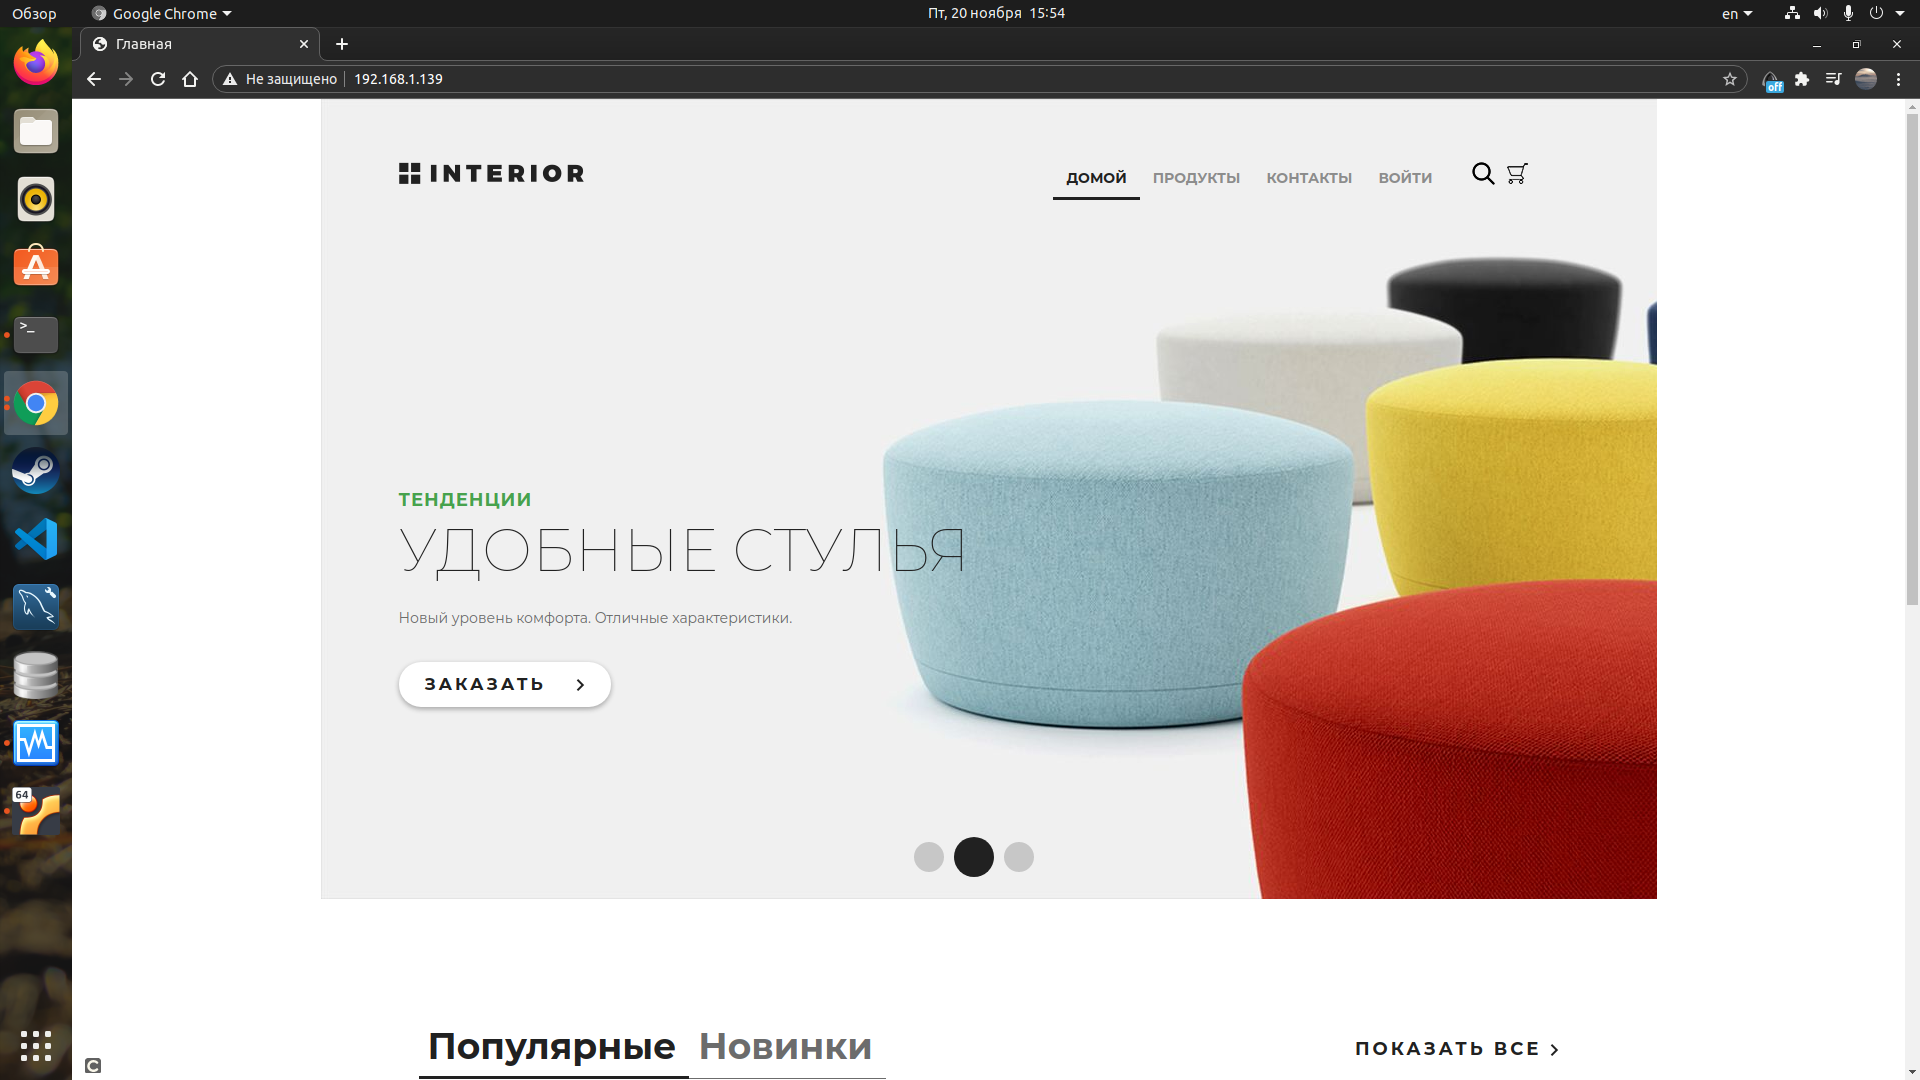 Обзор
Google Chrome
Пт, 20 ноября 15:54
en
Главная
Не защищено
192.168.1.139
off
INTERIOR
ДОМОЙ
ПРОДУКТЫ
КОНТАКТЫ
ВОЙТИ
>_
ТЕНДЕНЦИИ
УДОБНЫЕ СТУЛЬЯ
Новый уровень комфорта. Отличные характеристики.
ЗАКАЗАТЬ
64
Популярные
Новинки
ПОКАЗАТЬ ВСЕ
C